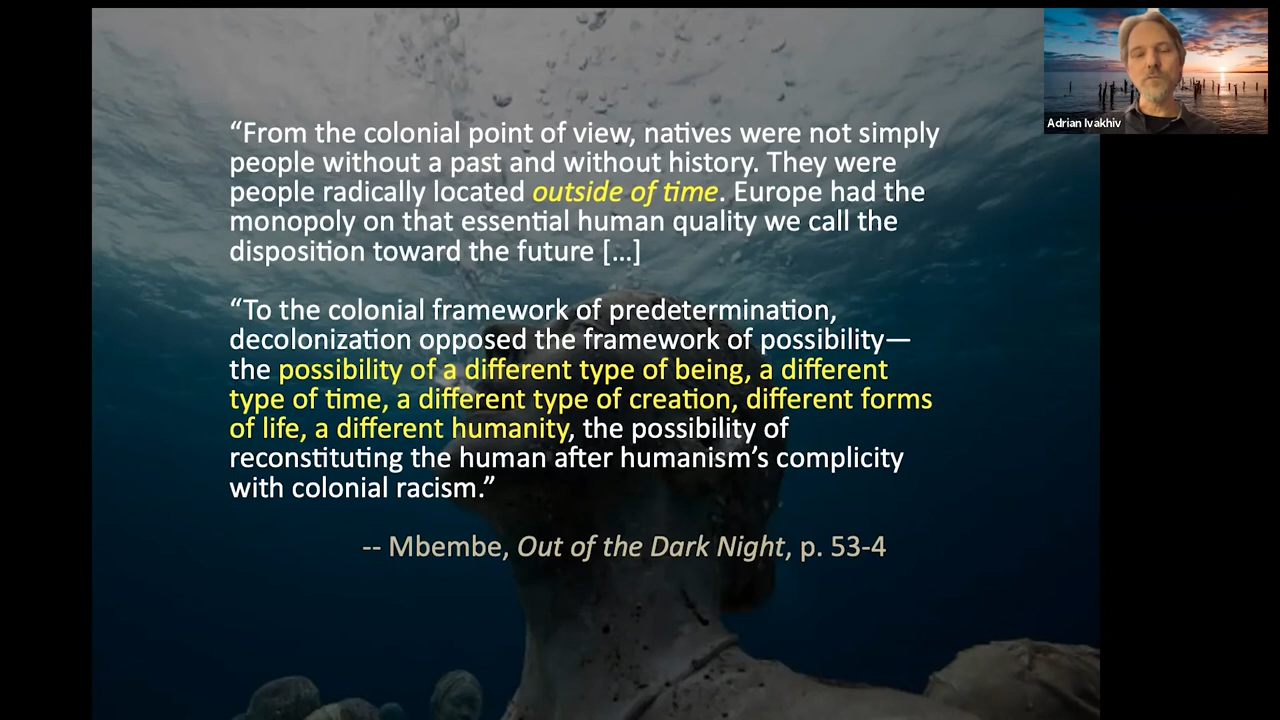 “From the colonial point of view, natives were not simply
people without a past and without history. They were
people radically located outside of time. Europe had the
monopoly on that essential human quality we call the
disposition toward the future [...]
“To the colonial framework of predetermination,
decolonization opposed the framework of possibility—
the possibility of a different type of being, a different
type of time, a different type of creation, different forms
of life, a different humanity, the possibility of
reconstituting the human after humanism’s complicity
with colonial racism.”
-- Mbembe, Out of the Dark Night, p. 53-4
Adrian Ivakhiv